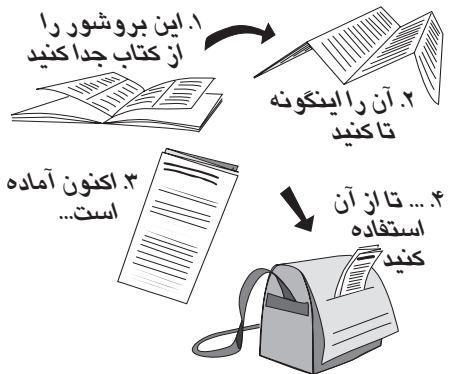 ۱. این بروشور را
از کتاب جدا کنید
۲. آن را اینگونه
تا کنید
۳. اکنون آماده
است...
۴. ... تا از آن
استفاده
کنید